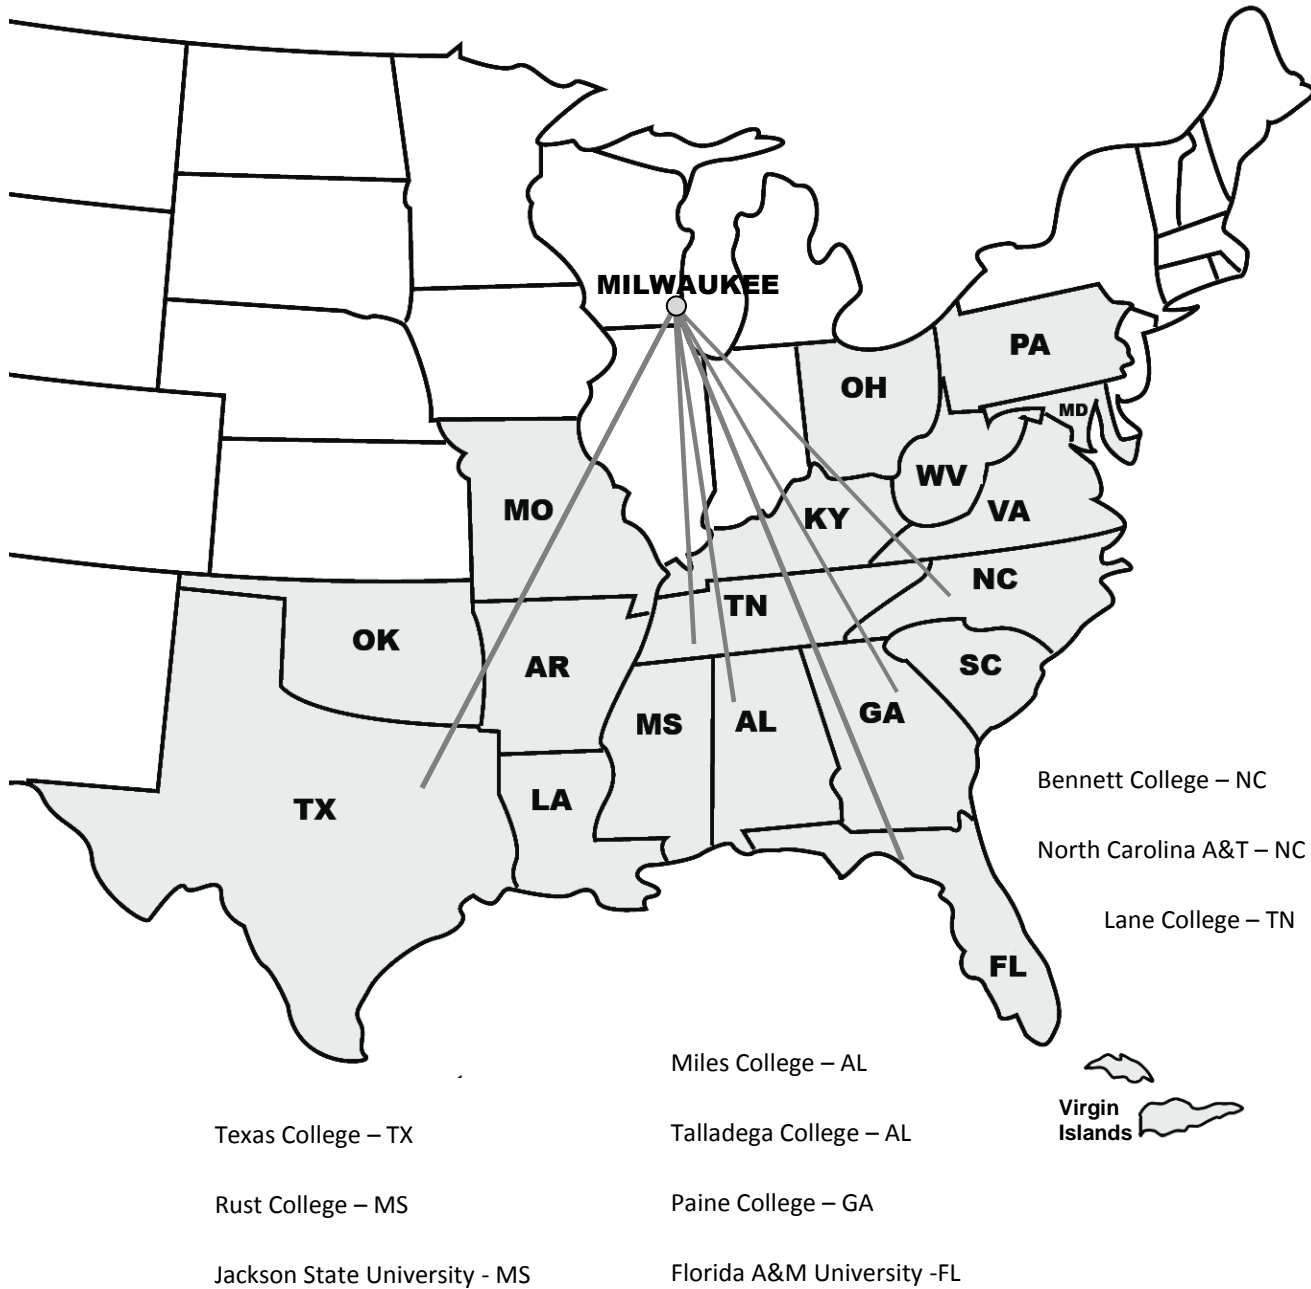 MILWAUKEE
PA
OH
MD
WV
MO
KY
VA
NC
TN
OK
AR
SC
MS
AL
GA
TX
LA
FL
Bennett College – NC
North Carolina A&T – NC
Lane College – TN
Virgin
Islands
Miles College – AL
Talladega College – AL
Paine College – GA
Florida A&M University -FL
Texas College – TX
Rust College – MS
Jackson State University - MS